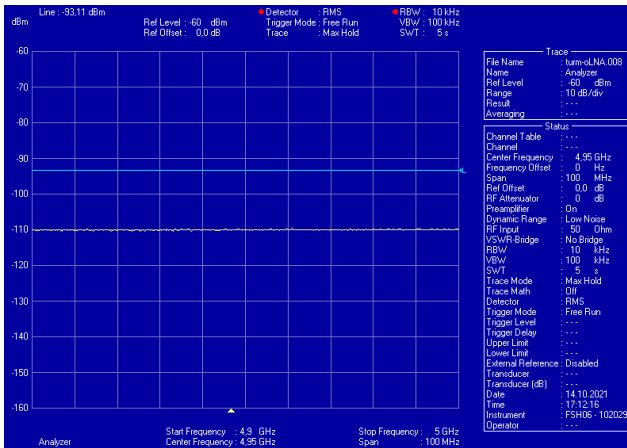 Line : -93,11 dBm
dBm
Ref Level : -60 dBm
Ref Offset : 0,0 dB
Detector : RMS
Trigger Mode : Free Run
Trace : Max Hold
RBW : 10 kHz
VBW : 100 kHz
SWT : 5 s
-60
-70
-80
-90
-100
-110
-120
-130
-140
-150
-160
L
Analyzer
Start Frequency : 4,9 GHz
Center Frequency : 4,95 GHz
Stop Frequency : 5 GHz
Span : 100 MHz
Trace
File Name : turm-oLNA.008
Name : Analyzer
Ref Level : -60 dBm
Range : 10 dB/div
Result : ---
Averaging : ---
Status
Channel Table : ---
Channel : ---
Center Frequency : 4,95 GHz
Frequency Offset : 0 Hz
Span : 100 MHz
Ref Offset : 0,0 dB
RF Attenuator : 0 dB
Preamplifier : On
Dynamic Range : Low Noise
RF Input : 50 Ohm
VSWR-Bridge : No Bridge
RBW : 10 kHz
VBW : 100 kHz
SWT : 5 s
Trace Mode : Max Hold
Trace Math : Off
Detector : RMS
Trigger Mode : Free Run
Trigger Level : ---
Trigger Delay : ---
Upper Limit : ---
Lower Limit : ---
External Reference : Disabled
Transducer : ---
Transducer (dB) : ---
Date : 14.10.2021
Time : 17:12:16
Instrument : FSH06 - 102029
Operator : ---